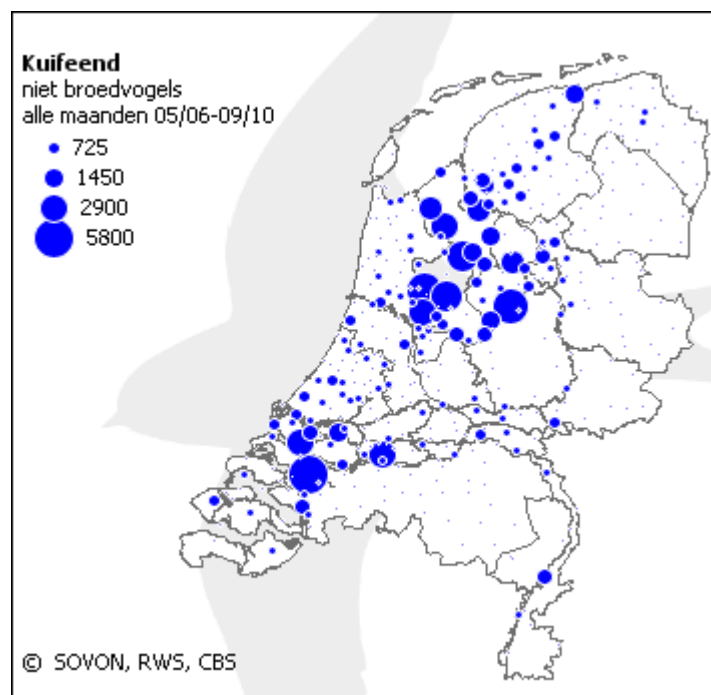 Kuifeend
niet broedvogels
alle maanden 05/06-09/10
725
1450
2900
5800
© SOVON, RWS, CBS